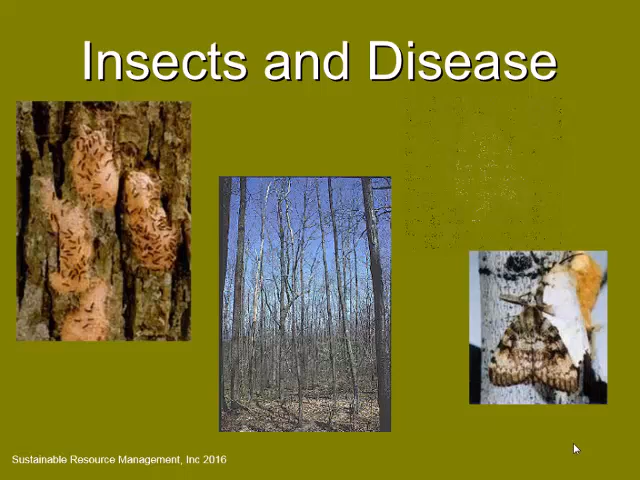 Insects and Disease
Sustainable Resource Management, Inc 2016